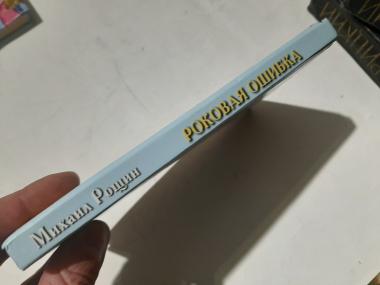 Михаил Рощин
РОКОВАЯ ОШИБКА